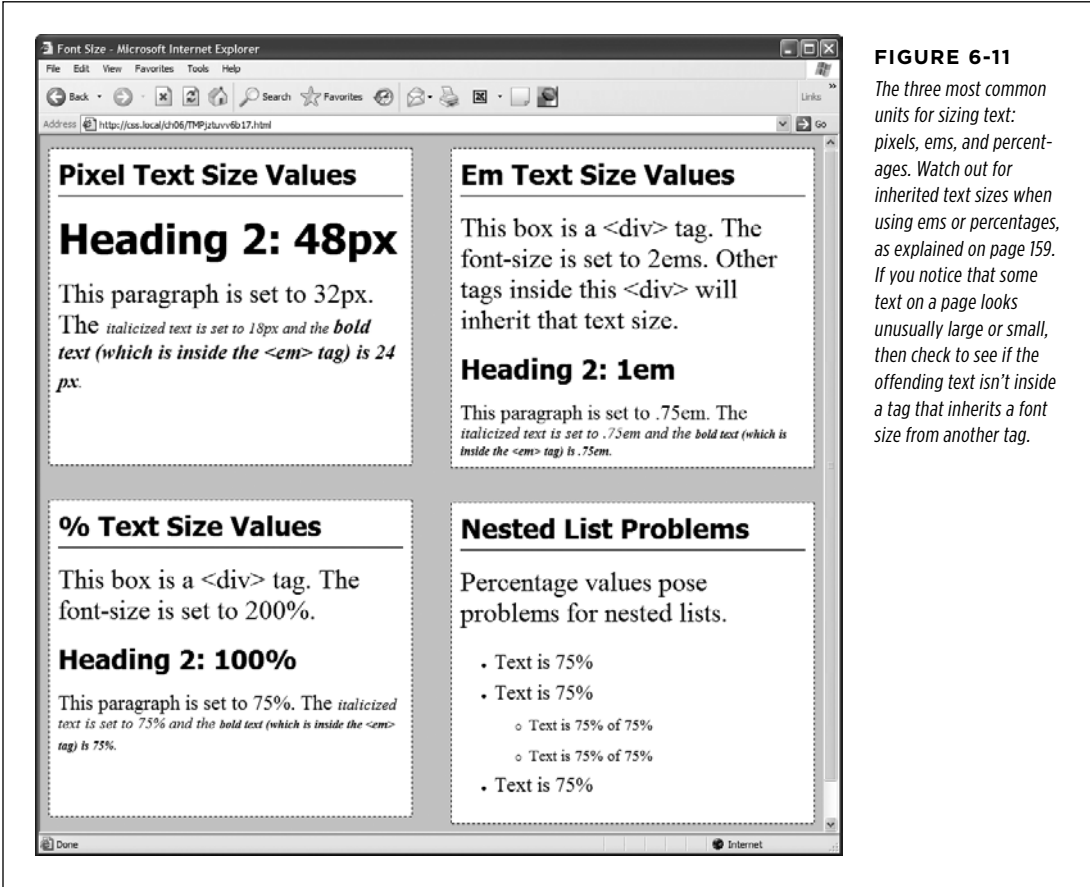 Font Size - Microsoft Internet Explorer
File Edit View Favorites Tools Help
Back Search Favorites Links
Address http://css.local/ch06/TMPjztuvv6b17.html Go
Pixel Text Size Values
Heading 2: 48px
This paragraph is set to 32px.
The italicized text is set to 18px and the bold
text (which is inside the <em> tag) is 24
px.
Em Text Size Values
This box is a <div> tag. The
font-size is set to 2ems. Other
tags inside this <div> will
inherit that text size.
Heading 2: 1em
This paragraph is set to .75em. The
italicized text is set to .75em and the bold text (which is
inside the <em> tag) is .75em.
% Text Size Values
This box is a <div> tag. The
font-size is set to 200%.
Heading 2: 100%
This paragraph is set to 75%. The italicized
text is set to 75% and the bold text (which is inside the <em>
tag) is 75%.
Nested List Problems
Percentage values pose
problems for nested lists.
• Text is 75%
• Text is 75%
○ Text is 75% of 75%
○ Text is 75% of 75%
• Text is 75%
Done Internet
FIGURE 6-11
The three most common
units for sizing text:
pixels, ems, and percent-
ages. Watch out for
inherited text sizes when
using ems or percentages,
as explained on page 159.
If you notice that some
text on a page looks
unusually large or small,
then check to see if the
offending text isn’t inside
a tag that inherits a font
size from another tag.